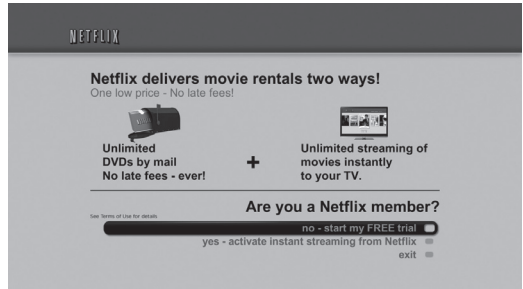 NETFLIX
Netflix delivers movie rentals two ways!
One low price - No late fees!
Unlimited
DVDs by mail
No late fees - ever!
+
Unlimited streaming of
movies instantly
to your TV.
Are you a Netflix member?
See Terms of Use for details.
no - start my FREE trial
yes - activate instant streaming from Netflix
exit